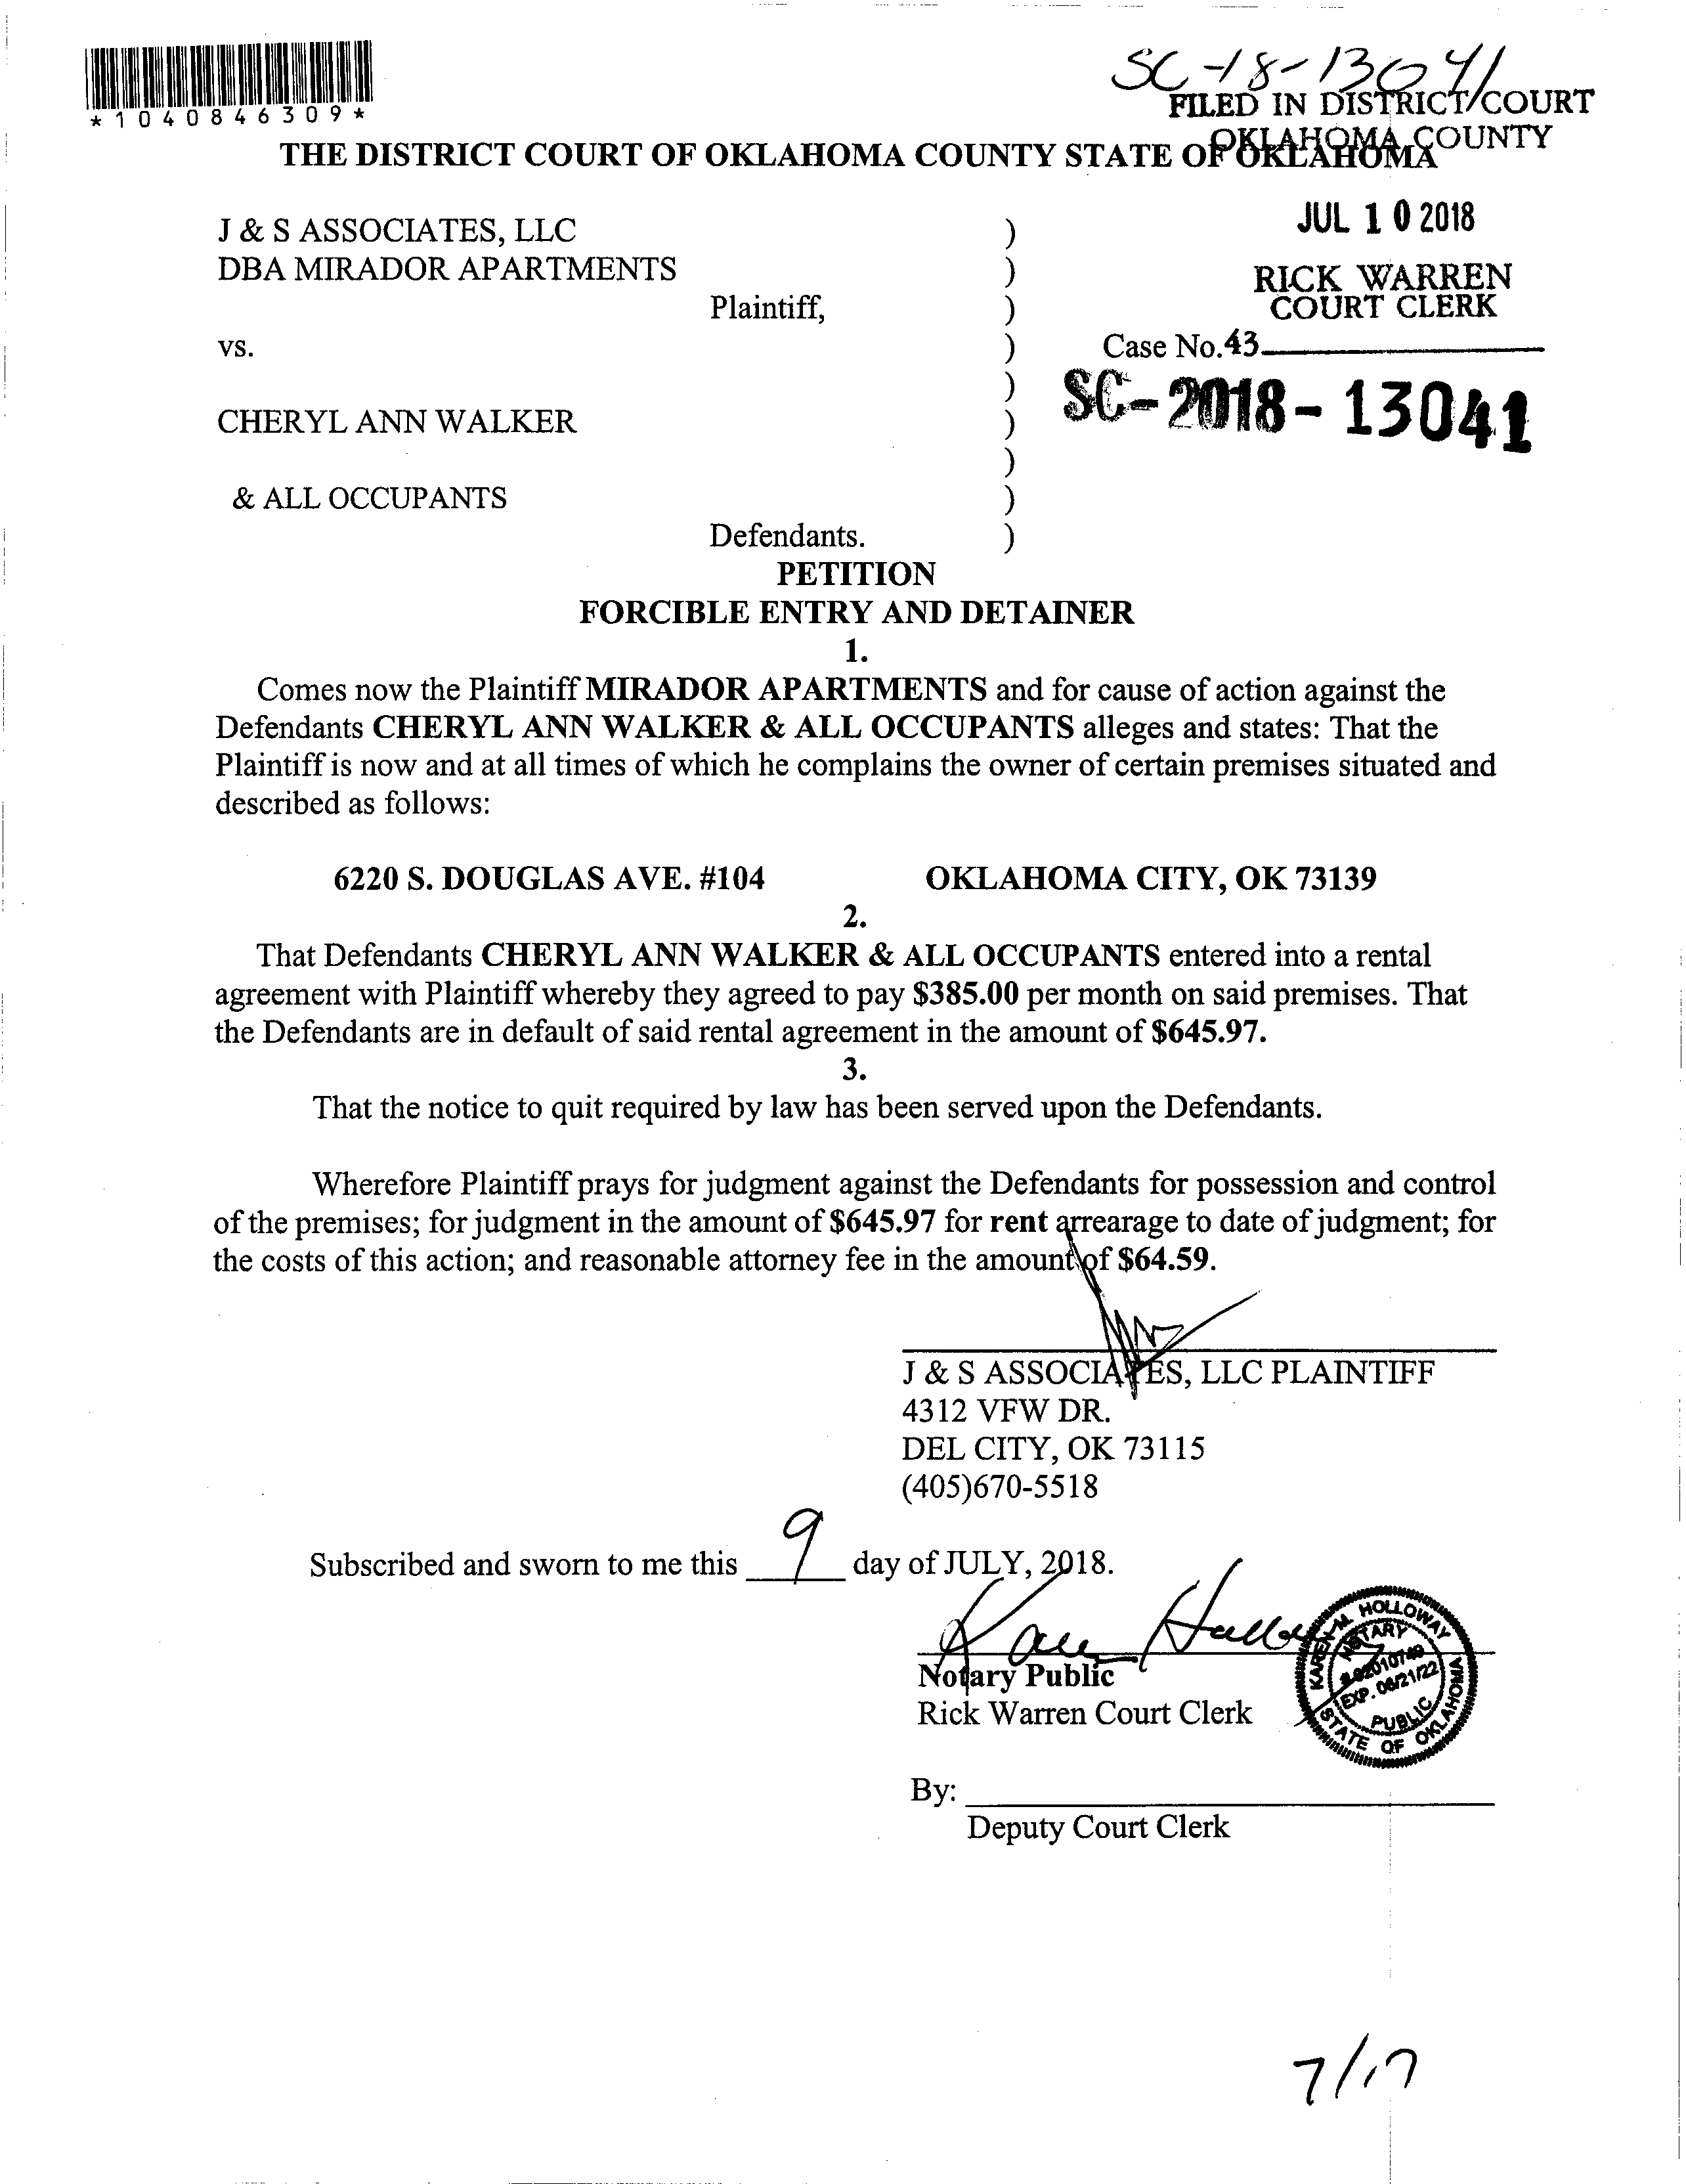 SC-18-13041
FILED IN DISTRICT COURT
OKLAHOMA COUNTY
*1040846309*
THE DISTRICT COURT OF OKLAHOMA COUNTY STATE OF OKLAHOMA
JUL 10 2018
RICK WARREN
COURT CLERK
Case No.43
SC-2018-13041
J & S ASSOCIATES, LLC )
DBA MIRADOR APARTMENTS )
Plaintiff, )
vs. )
)
CHERYL ANN WALKER )
)
& ALL OCCUPANTS )
Defendants. )
PETITION
FORCIBLE ENTRY AND DETAINER
1.
Comes now the Plaintiff MIRADOR APARTMENTS and for cause of action against the
Defendants CHERYL ANN WALKER & ALL OCCUPANTS alleges and states: That the
Plaintiff is now and at all times of which he complains the owner of certain premises situated and
described as follows:
6220 S. DOUGLAS AVE. #104 OKLAHOMA CITY, OK 73139
2.
That Defendants CHERYL ANN WALKER & ALL OCCUPANTS entered into a rental
agreement with Plaintiff whereby they agreed to pay $385.00 per month on said premises. That
the Defendants are in default of said rental agreement in the amount of $645.97.
3.
That the notice to quit required by law has been served upon the Defendants.
Wherefore Plaintiff prays for judgment against the Defendants for possession and control
of the premises; for judgment in the amount of $645.97 for rent arrearage to date of judgment; for
the costs of this action; and reasonable attorney fee in the amount of $64.59.
J & S ASSOCIATES, LLC PLAINTIFF
4312 VFW DR.
DEL CITY, OK 73115
(405)670-5518
Subscribed and sworn to me this 9 day of JULY, 2018.
Notary Public
Rick Warren Court Clerk
KAREN M. HOLLOWAY
NOTARY
EXP. 06/21/22
PUBLIC
STATE OF OKLAHOMA
By:
Deputy Court Clerk
7/17